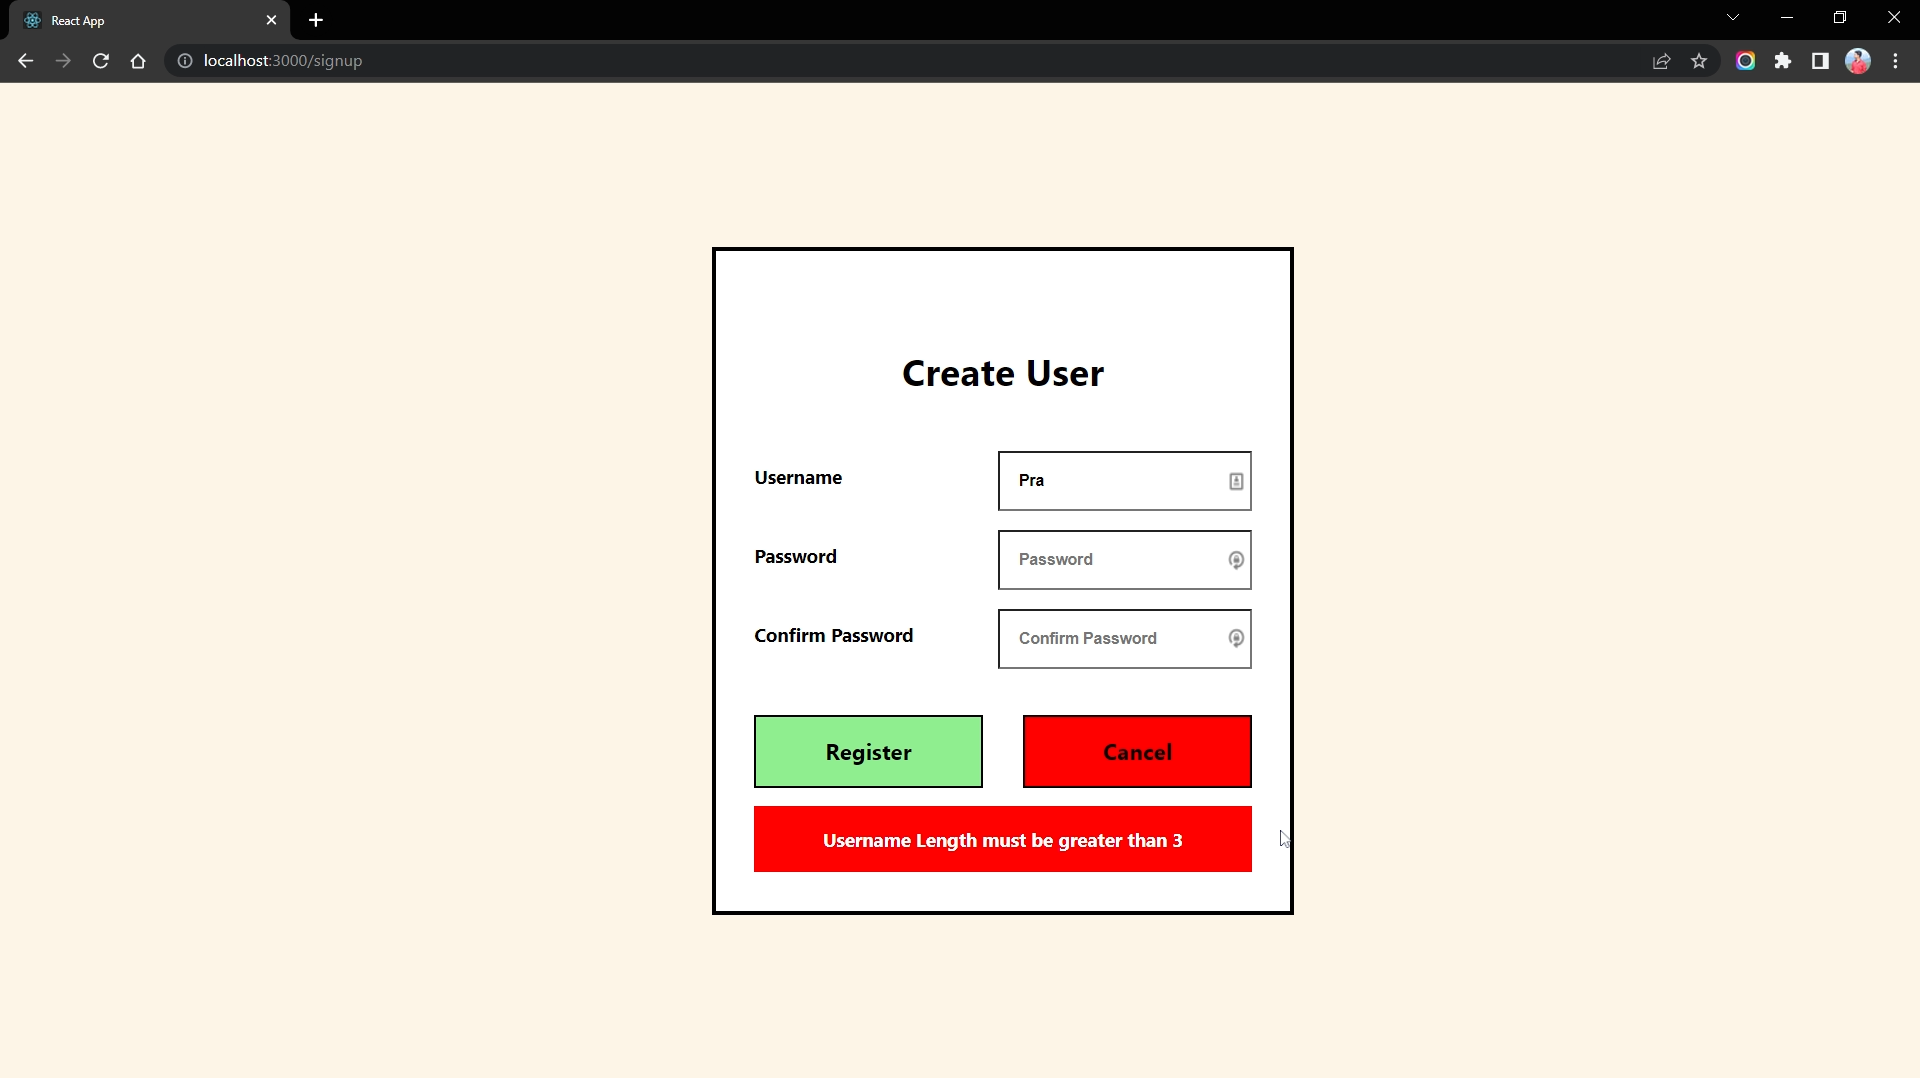 React App
localhost:3000/signup
Create User
Username
Pra
Password
Password
Confirm Password
Confirm Password
Register
Cancel
Username Length must be greater than 3